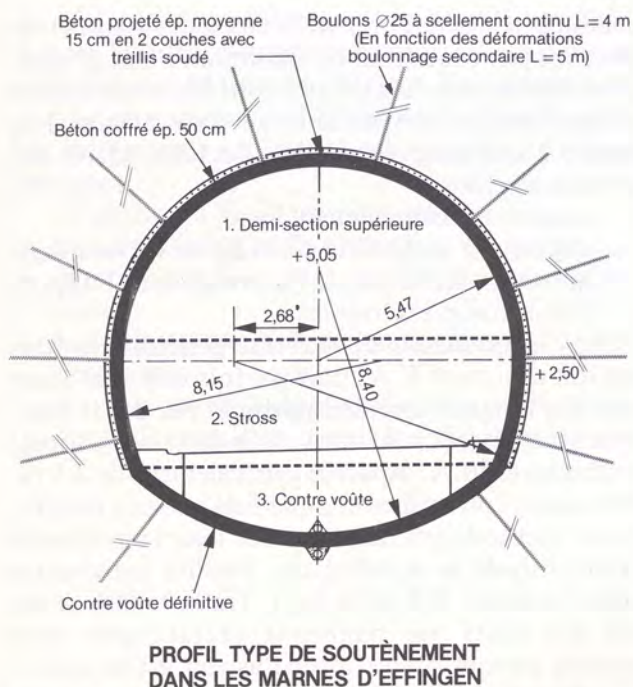 Béton projeté ép. moyenne
15 cm en 2 couches avec
treillis soudé
Boulons ∅25 à scellement continu L = 4 m
(En fonction des déformations
boulonnage secondaire L = 5 m)
Béton coffré ép. 50 cm
1. Demi-section supérieure
+ 5,05
2,68
5,47
8,15
8,40
+ 2,50
2. Stross
3. Contre voûte
Contre voûte définitive
PROFIL TYPE DE SOUTÈNEMENT
DANS LES MARNES D'EFFINGEN